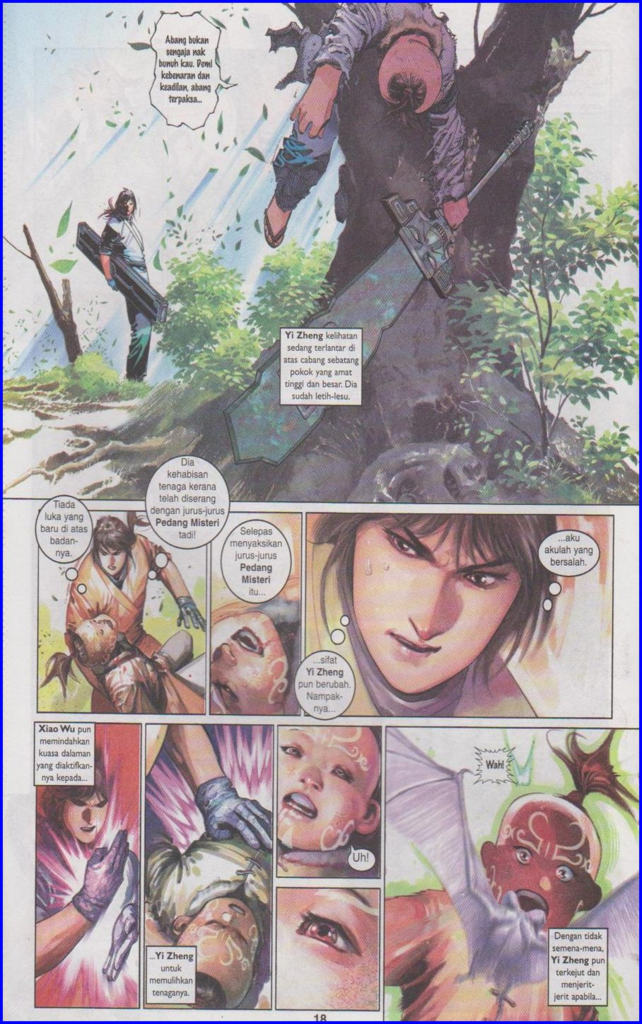 Abang bukan
sengaja nak
bunuh kau. Demi
kebenaran dan
keadilan, abang
terpaksa...
Yi Zheng kelihatan
sedang terlantar di
atas cabang sebatang
pokok yang amat
tinggi dan besar. Dia
sudah letih-lesu.
Tiada
luka yang
baru di atas
badan-
nya.
Dia
kehabisan
tenaga kerana
telah diserang
dengan jurus-jurus
Pedang Misteri
tadi!
Selepas
menyaksikan
jurus-jurus
Pedang
Misteri
itu...
...sifat
Yi Zheng
pun berubah.
Nampak-
nya...
...aku
akulah yang
bersalah.
Xiao Wu pun
memindahkan
kuasa dalaman
yang diaktifkan-
nya kepada...
...Yi Zheng
untuk
memulihkan
tenaganya.
Uh!
Wah!
Dengan tidak
semena-mena,
Yi Zheng pun
terkejut dan
menjerit-
jerit apabila...
18